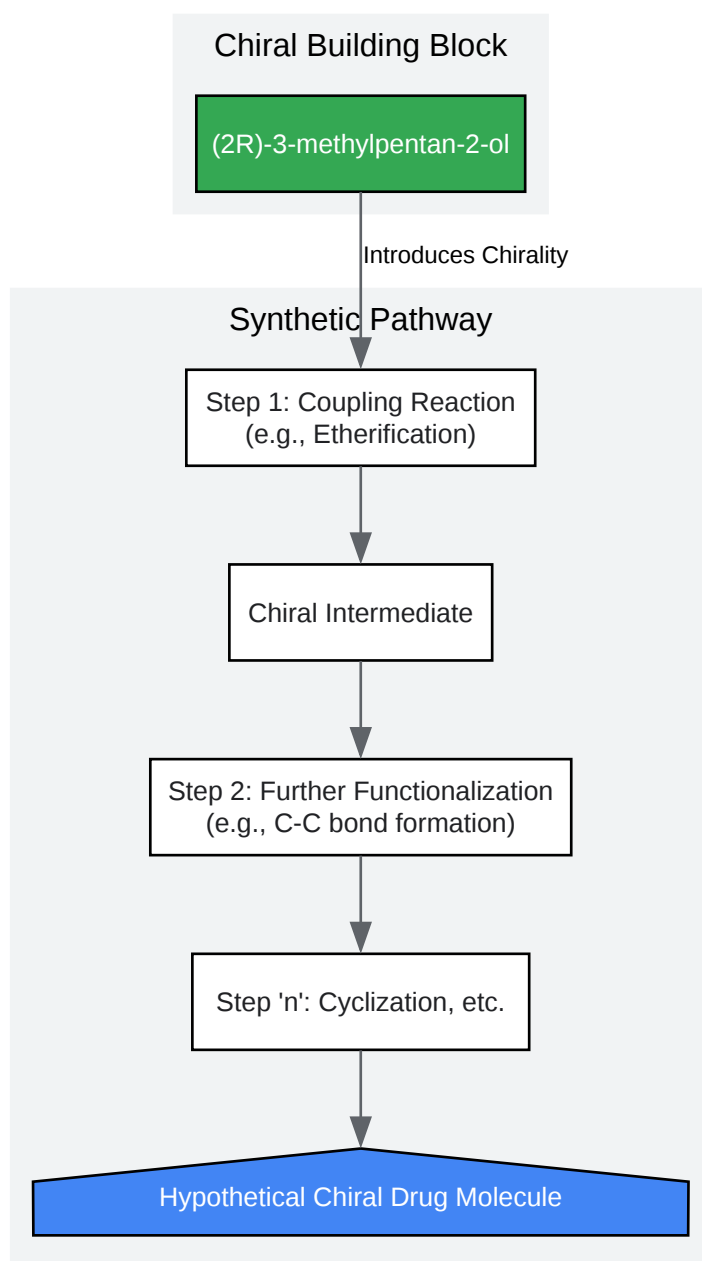 Chiral Building Block
(2R)-3-methylpentan-2-ol
Introduces Chirality
Synthetic Pathway
Step 1: Coupling Reaction
(e.g., Etherification)
Chiral Intermediate
Step 2: Further Functionalization
(e.g., C-C bond formation)
Step 'n': Cyclization, etc.
Hypothetical Chiral Drug Molecule